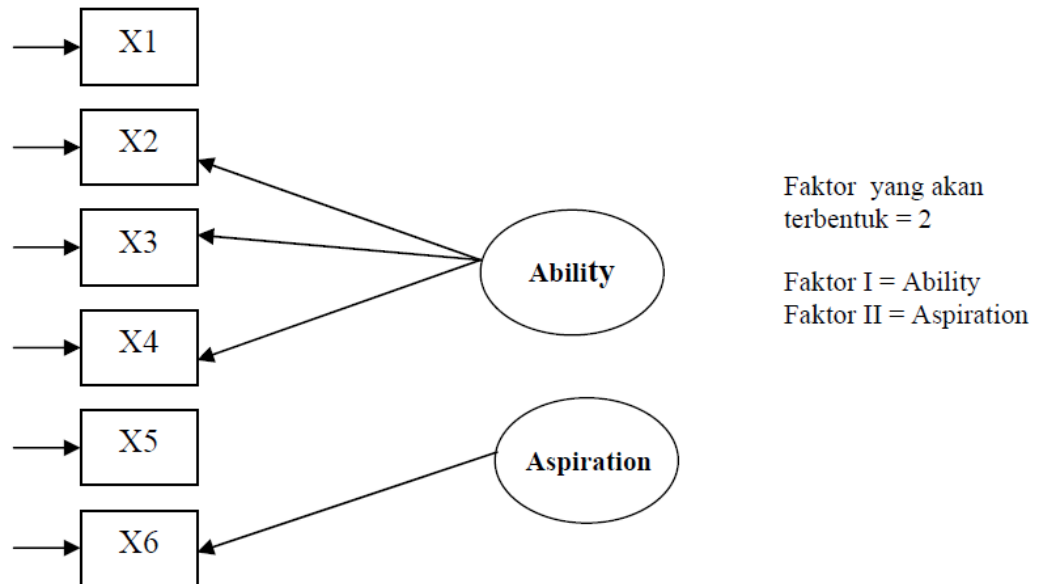 X1
X2
X3
X4
X5
X6
Ability
Aspiration
Faktor yang akan
terbentuk = 2
Faktor I = Ability
Faktor II = Aspiration